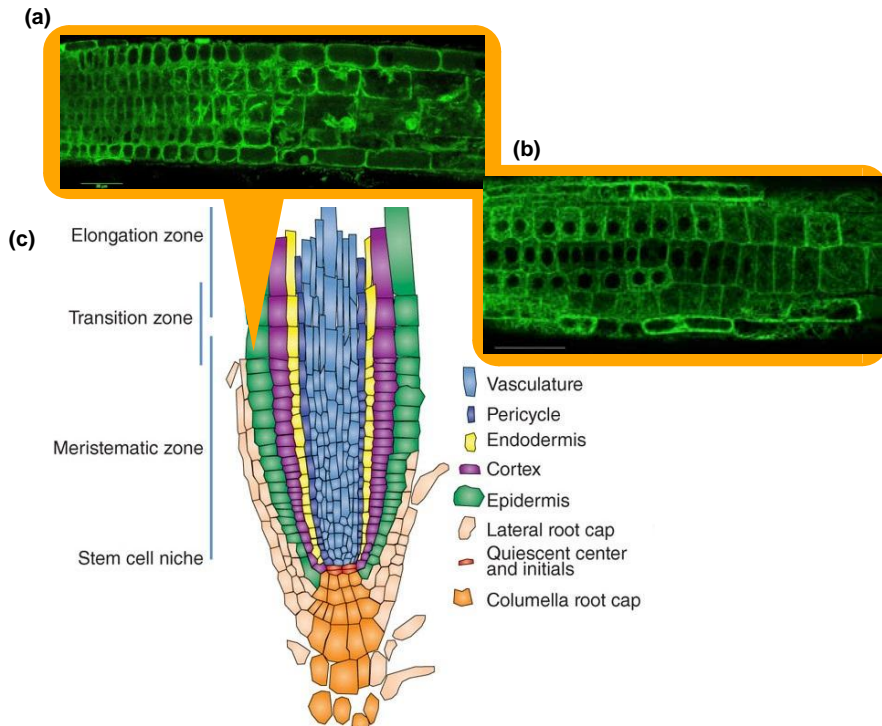 (a)
(b)
(c)
Elongation zone
Transition zone
Meristematic zone
Stem cell niche
Vasculature
Pericycle
Endodermis
Cortex
Epidermis
Lateral root cap
Quiescent center
and initials
Columella root cap